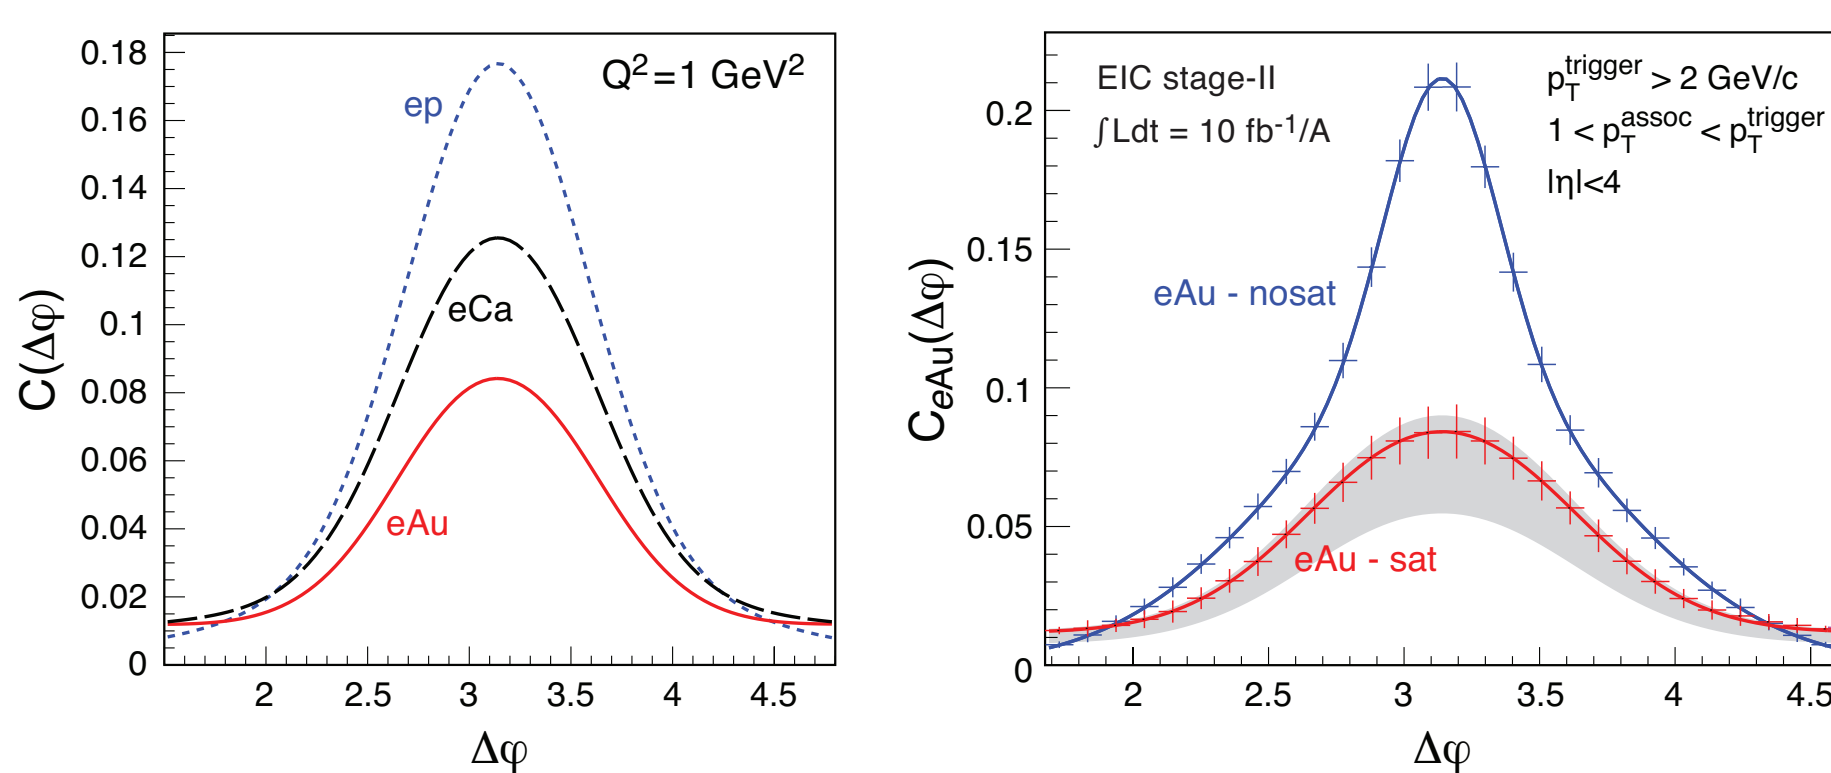 0.18
0.16
0.14
0.12
0.1
0.08
0.06
0.04
0.02
0
C(Δφ)
Q²=1 GeV²
ep
eCa
eAu
2 2.5 3 3.5 4 4.5
Δφ
0.2
0.15
0.1
0.05
0
C_eAu(Δφ)
EIC stage-II
∫Ldt = 10 fb⁻¹/A
p_T^trigger > 2 GeV/c
1 < p_T^assoc < p_T^trigger
|η|<4
eAu - nosat
eAu - sat
2 2.5 3 3.5 4 4.5
Δφ